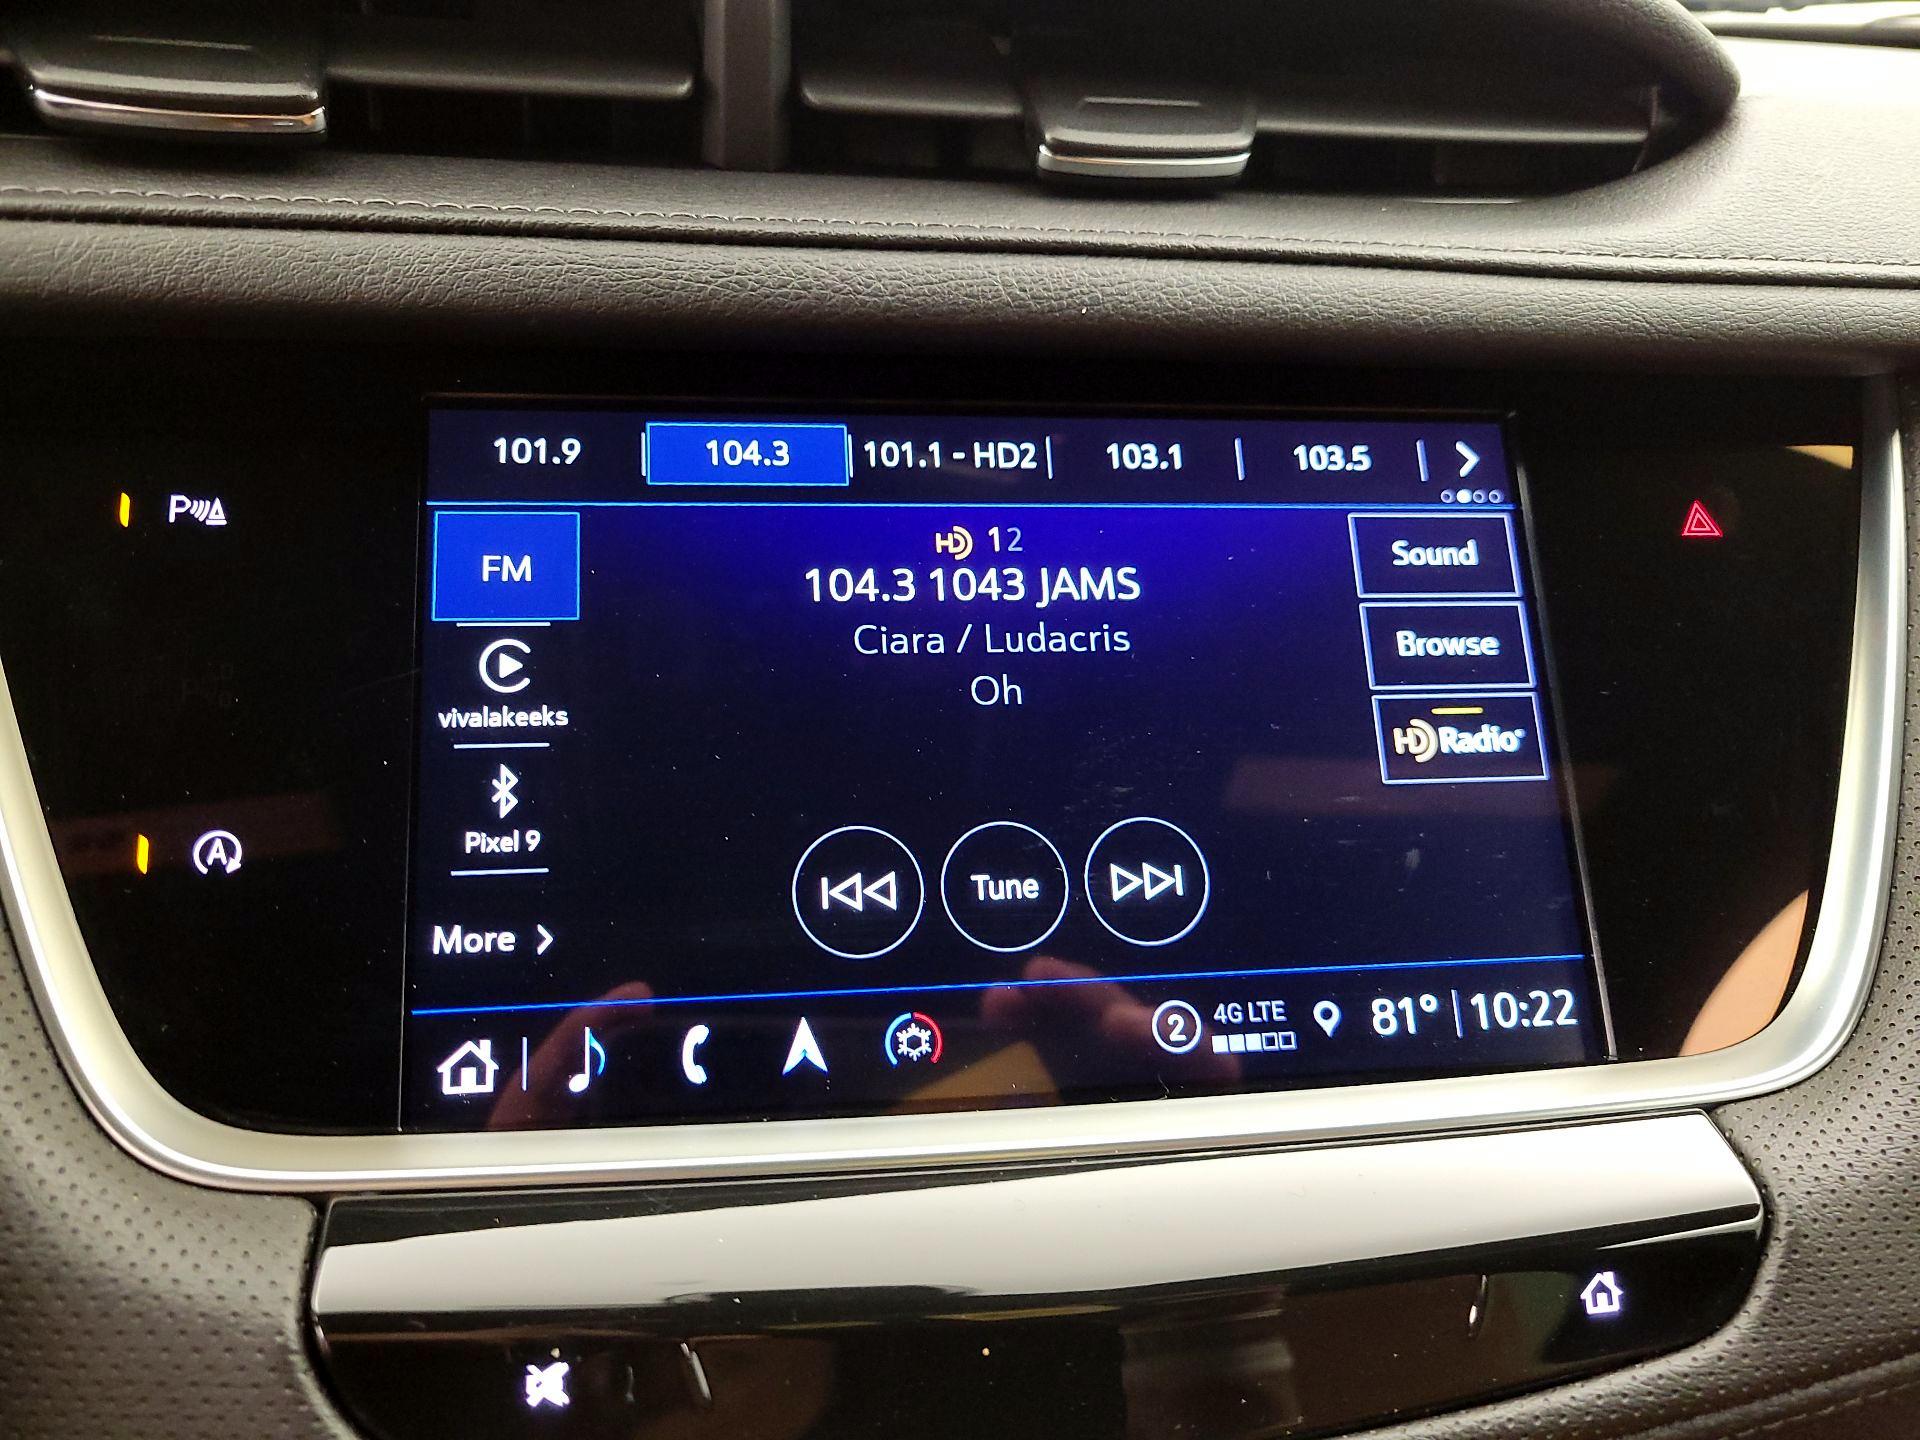 101.9 | 104.3 | 101.1 - HD2 | 103.1 | 103.5 |
FM
HD 1 2
104.3 1043 JAMS
Ciara / Ludacris
Oh
Sound
Browse
HD Radio
vivalakeeks
Pixel 9
More
Tune
P
A
2 4G LTE 81° | 10:22